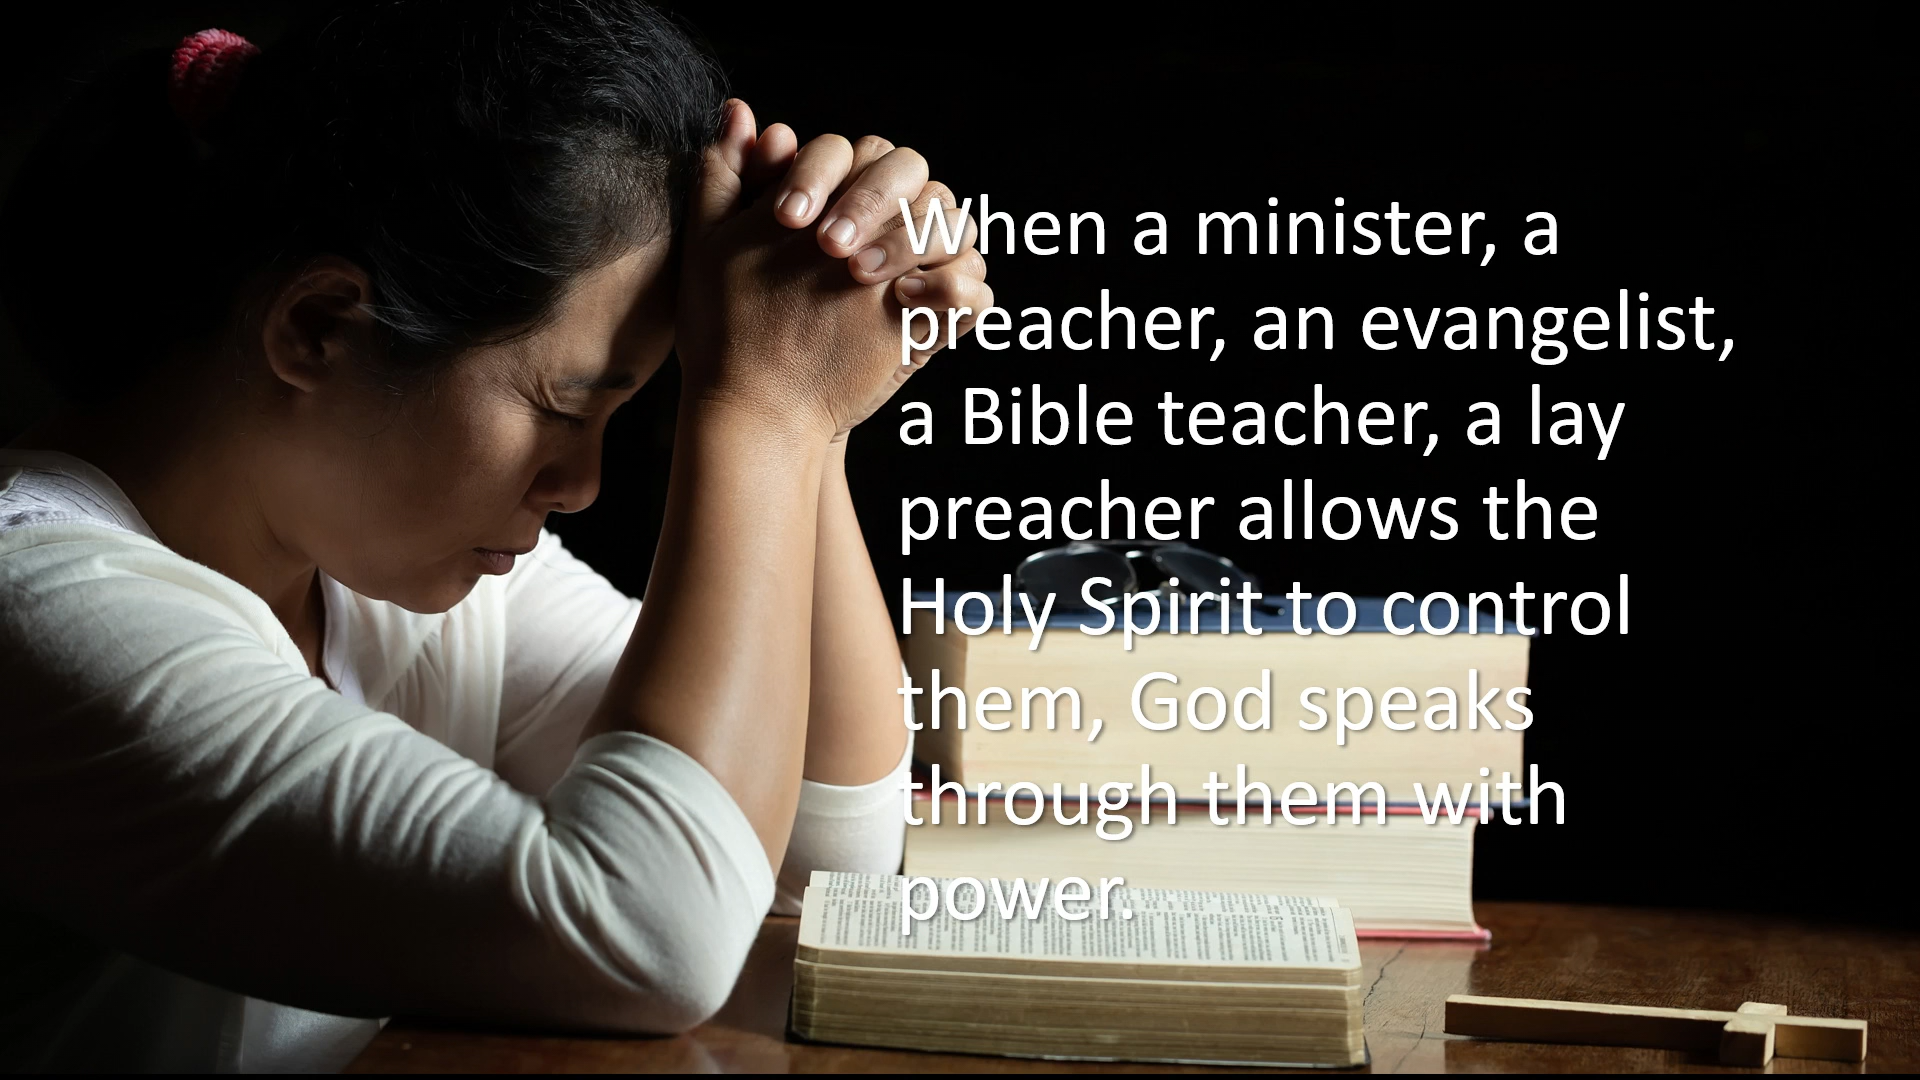 When a minister, a
preacher, an evangelist,
a Bible teacher, a lay
preacher allows the
Holy Spirit to control
them, God speaks
through them with
power.